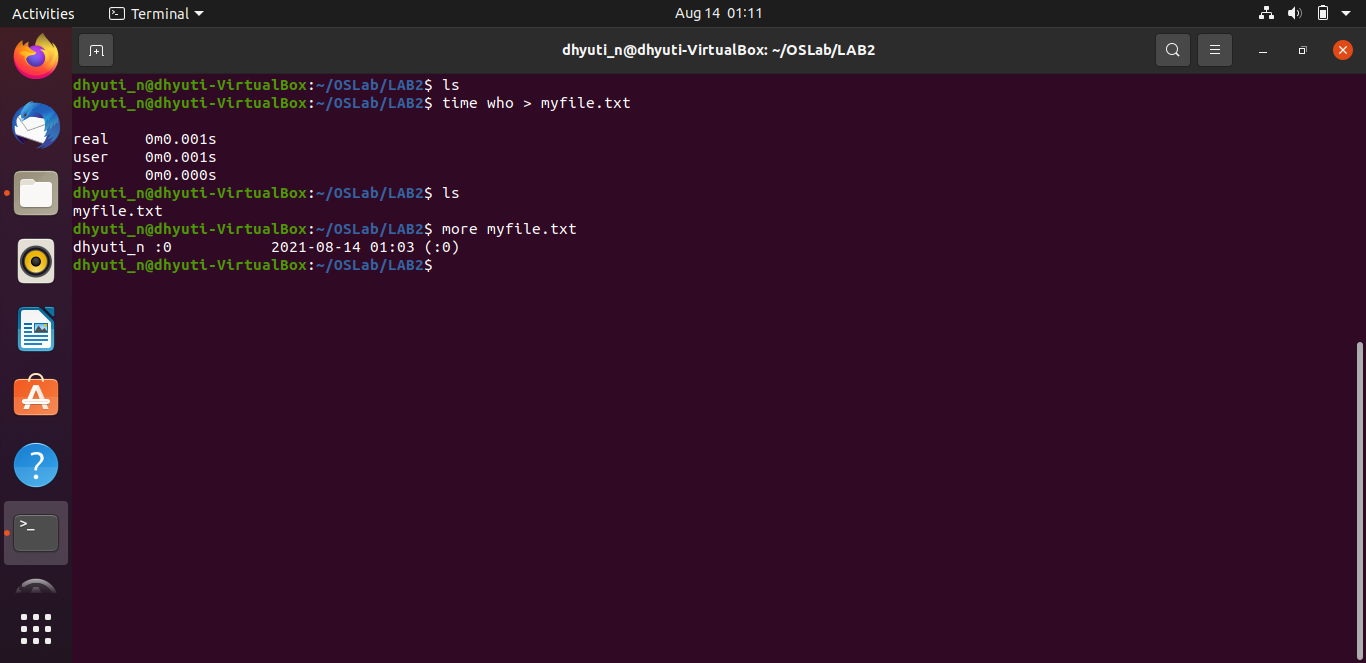 Activities Terminal Aug 14 01:11
dhyuti_n@dhyuti-VirtualBox: ~/OSLab/LAB2
dhyuti_n@dhyuti-VirtualBox:~/OSLab/LAB2$ ls
dhyuti_n@dhyuti-VirtualBox:~/OSLab/LAB2$ time who > myfile.txt

real    0m0.001s
user    0m0.001s
sys     0m0.000s
dhyuti_n@dhyuti-VirtualBox:~/OSLab/LAB2$ ls
myfile.txt
dhyuti_n@dhyuti-VirtualBox:~/OSLab/LAB2$ more myfile.txt
dhyuti_n :0           2021-08-14 01:03 (:0)
dhyuti_n@dhyuti-VirtualBox:~/OSLab/LAB2$